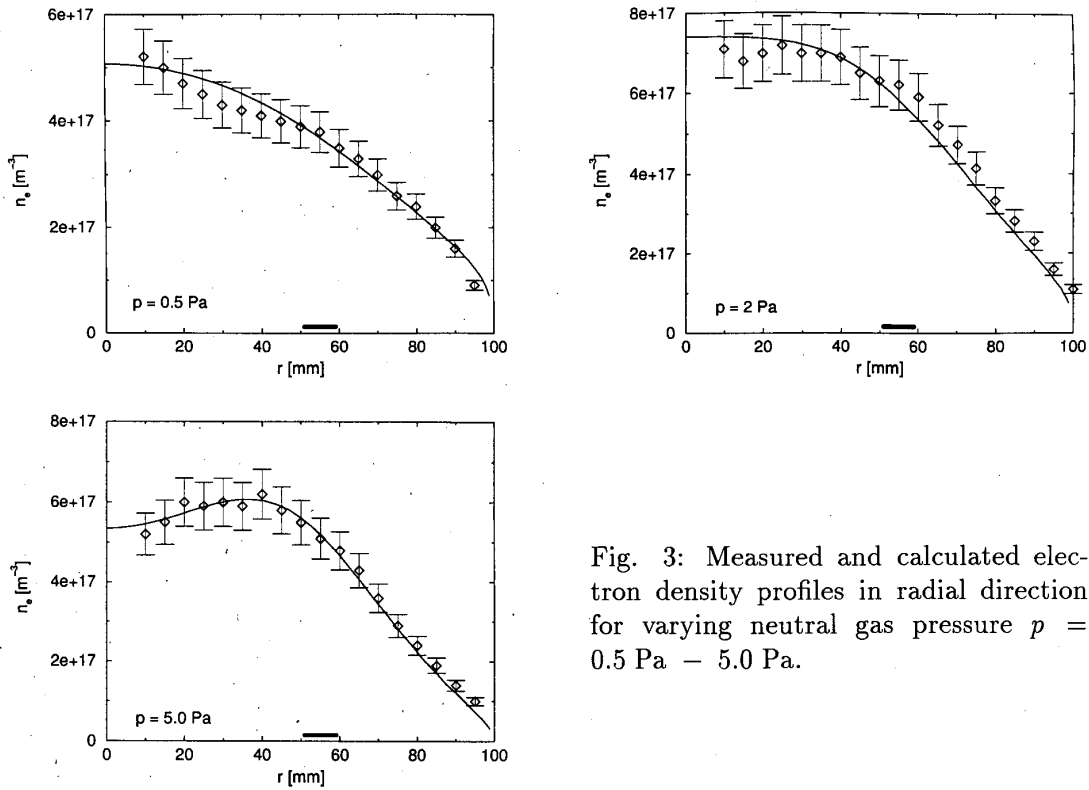 6e+17
4e+17
2e+17
0
nₑ [m⁻³]
p = 0.5 Pa
0 20 40 60 80 100
r [mm]
8e+17
6e+17
4e+17
2e+17
0
nₑ [m⁻³]
p = 2 Pa
0 20 40 60 80 100
r [mm]
8e+17
6e+17
4e+17
2e+17
0
nₑ [m⁻³]
p = 5.0 Pa
0 20 40 60 80 100
r [mm]
Fig. 3: Measured and calculated elec-
tron density profiles in radial direction
for varying neutral gas pressure p =
0.5 Pa − 5.0 Pa.